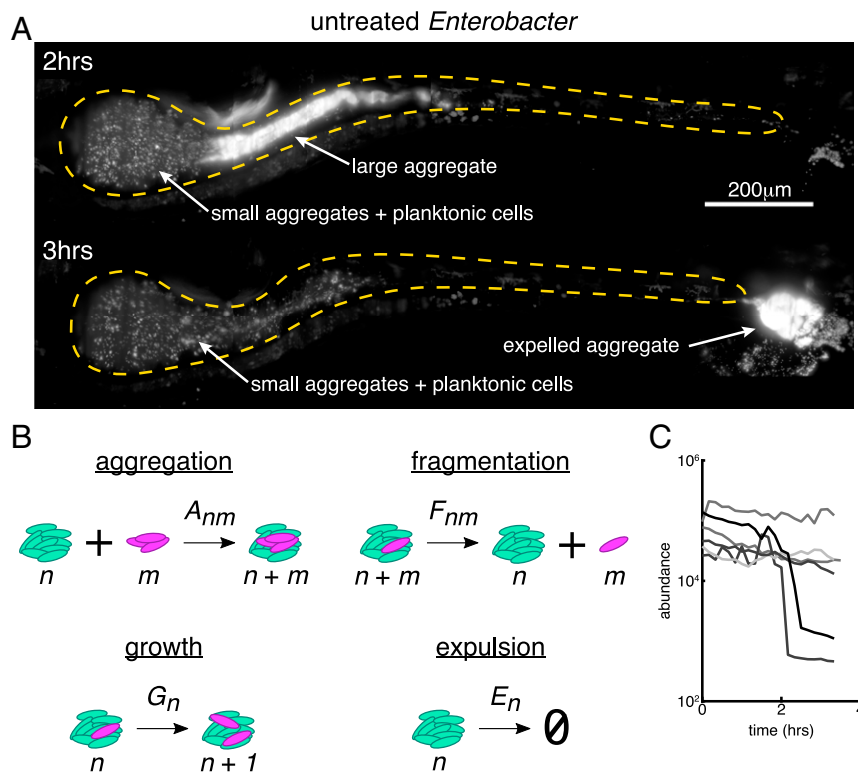 untreated Enterobacter
A
2hrs
large aggregate
small aggregates + planktonic cells
200μm
3hrs
expelled aggregate
small aggregates + planktonic cells
B
aggregation
A_nm
n + m → n + m
fragmentation
F_nm
n + m → n + m
growth
G_n
n → n + 1
expulsion
E_n
n → 0
C
10^6
10^4
10^2
abundance
0 2 4
time (hrs)